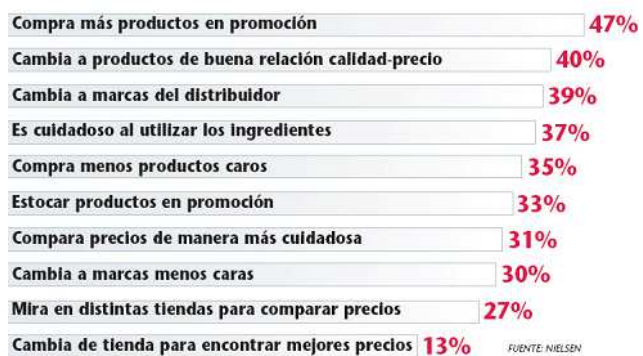 Compra más productos en promoción 47%
Cambia a productos de buena relación calidad-precio 40%
Cambia a marcas del distribuidor 39%
Es cuidadoso al utilizar los ingredientes 37%
Compra menos productos caros 35%
Estocar productos en promoción 33%
Compara precios de manera más cuidadosa 31%
Cambia a marcas menos caras 30%
Mira en distintas tiendas para comparar precios 27%
Cambia de tienda para encontrar mejores precios 13% FUENTE: NIELSEN